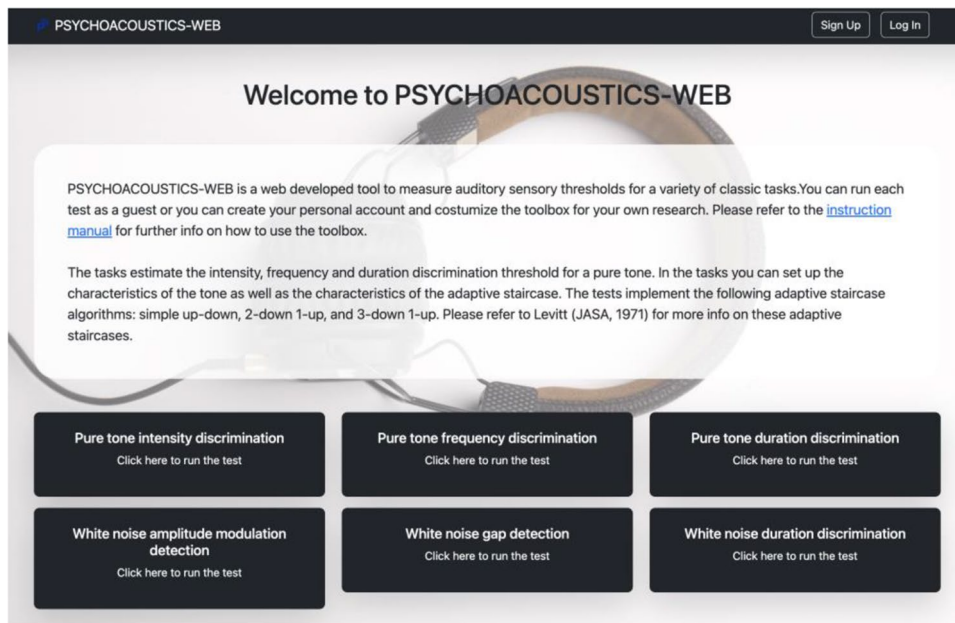 PSYCHOACOUSTICS-WEB
Sign Up
Log In
Welcome to PSYCHOACOUSTICS-WEB
PSYCHOACOUSTICS-WEB is a web developed tool to measure auditory sensory thresholds for a variety of classic tasks.You can run each
test as a guest or you can create your personal account and costumize the toolbox for your own research. Please refer to the instruction
manual for further info on how to use the toolbox.
The tasks estimate the intensity, frequency and duration discrimination threshold for a pure tone. In the tasks you can set up the
characteristics of the tone as well as the characteristics of the adaptive staircase. The tests implement the following adaptive staircase
algorithms: simple up-down, 2-down 1-up, and 3-down 1-up. Please refer to Levitt (JASA, 1971) for more info on these adaptive
staircases.
Pure tone intensity discrimination
Click here to run the test
Pure tone frequency discrimination
Click here to run the test
Pure tone duration discrimination
Click here to run the test
White noise amplitude modulation
detection
Click here to run the test
White noise gap detection
Click here to run the test
White noise duration discrimination
Click here to run the test